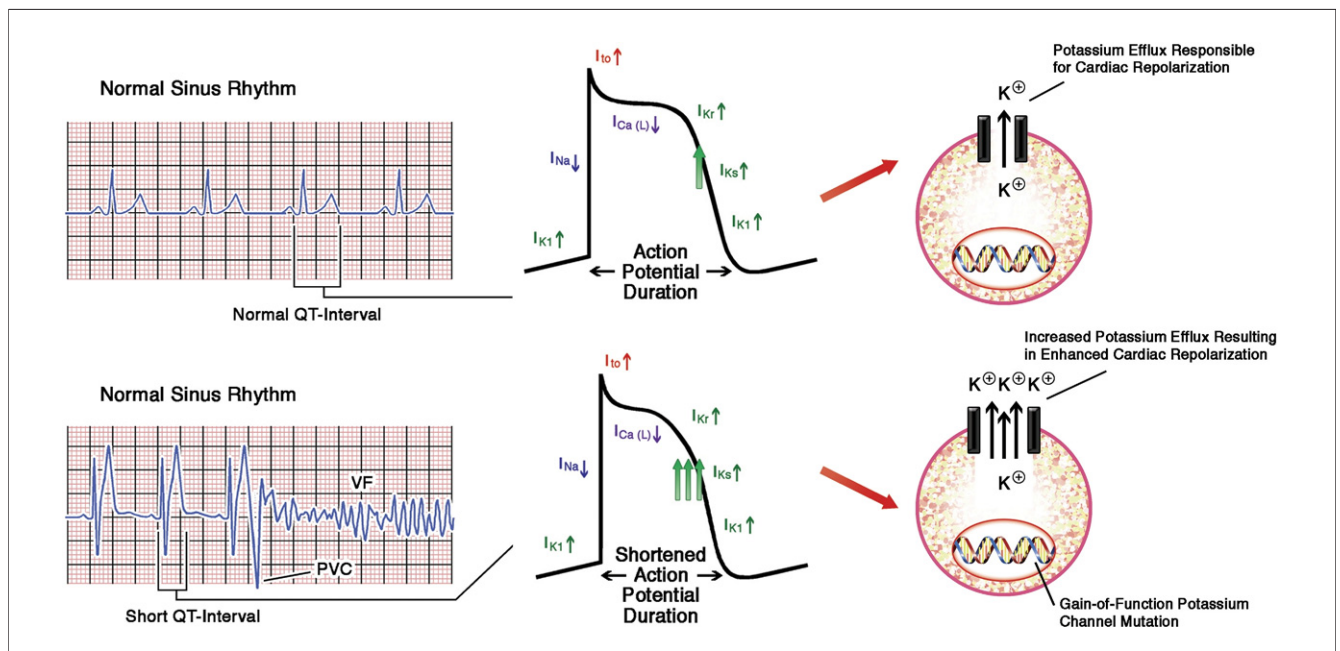 Normal Sinus Rhythm
Normal QT-Interval
Ito↑
ICa (L)↓
IKr↑
INa↓
IKs↑
IK1↑
IK1↑
Action
Potential
Duration
Potassium Efflux Responsible
for Cardiac Repolarization
K⊕
K⊕
Normal Sinus Rhythm
VF
PVC
Short QT-Interval
Ito↑
IKr↑
ICa (L)↓
INa↓
IKs↑
IK1↑
IK1↑
Shortened
Action
Potential
Duration
Increased Potassium Efflux Resulting
in Enhanced Cardiac Repolarization
K⊕ K⊕ K⊕
K⊕
Gain-of-Function Potassium
Channel Mutation